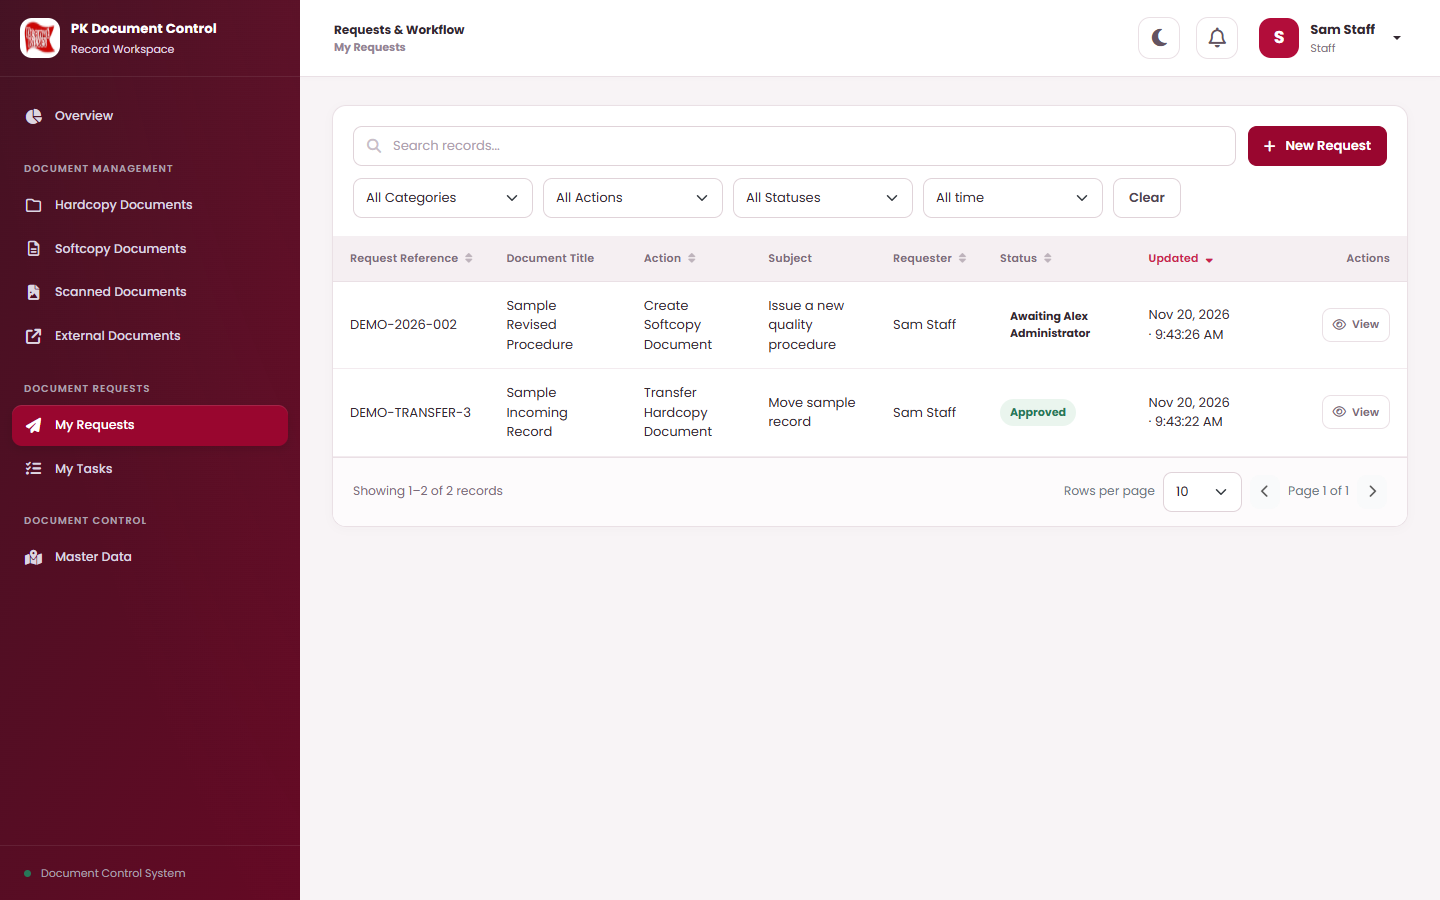 PK Document Control
Record Workspace
Overview
DOCUMENT MANAGEMENT
Hardcopy Documents
Softcopy Documents
Scanned Documents
External Documents
DOCUMENT REQUESTS
My Requests
My Tasks
DOCUMENT CONTROL
Master Data
Document Control System
Requests & Workflow
My Requests
S
Sam Staff
Staff
Search records...
New Request
All Categories
All Actions
All Statuses
All time
Clear
Request Reference
Document Title
Action
Subject
Requester
Status
Updated
Actions
DEMO-2026-002
Sample
Revised
Procedure
Create
Softcopy
Document
Issue a new
quality
procedure
Sam Staff
Awaiting Alex
Administrator
Nov 20, 2026
· 9:43:26 AM
View
DEMO-TRANSFER-3
Sample
Incoming
Record
Transfer
Hardcopy
Document
Move sample
record
Sam Staff
Approved
Nov 20, 2026
· 9:43:22 AM
View
Showing 1–2 of 2 records
Rows per page
10
Page 1 of 1